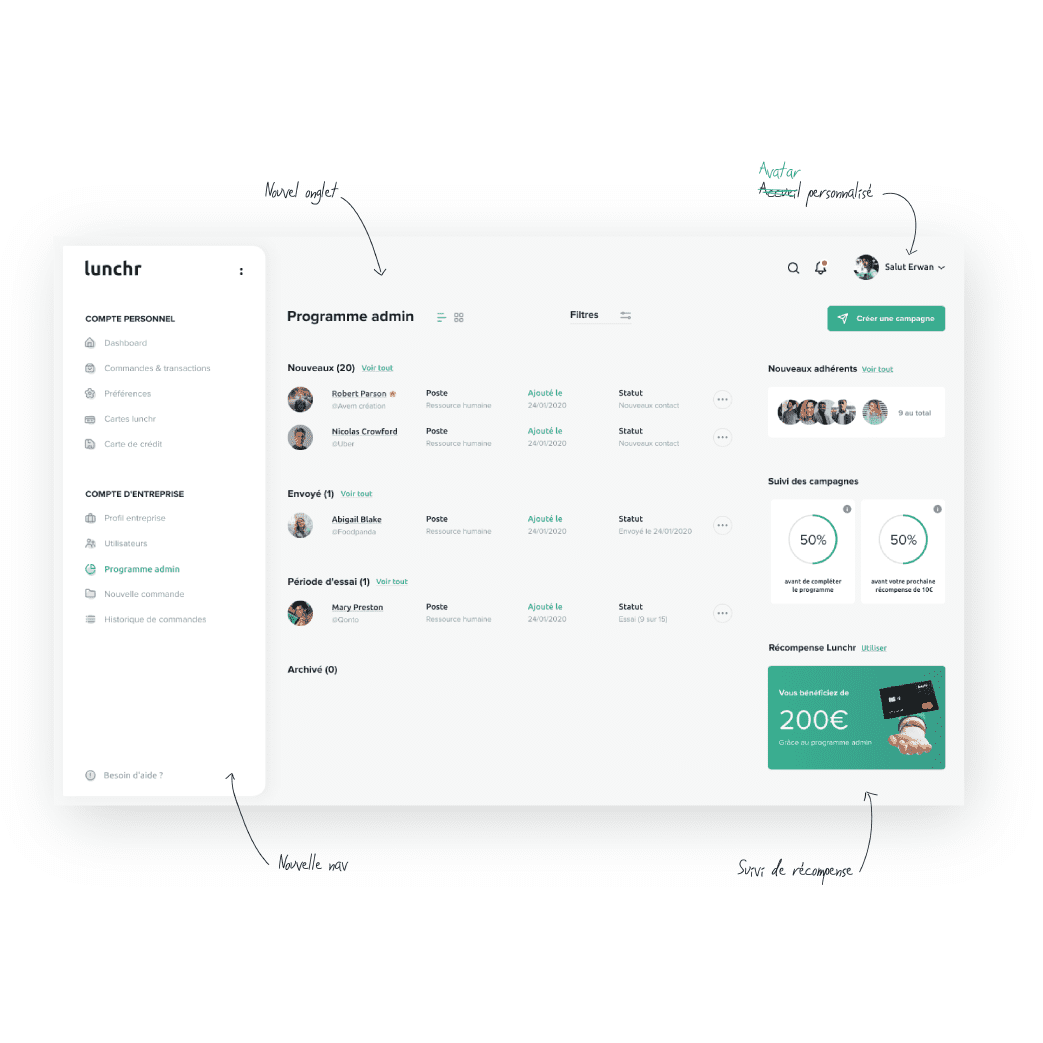 Avatar
Accueil personnalisé
Nouvel onglet
lunchr
Salut Erwan
COMPTE PERSONNEL
Dashboard
Commandes & transactions
Préférences
Cartes lunchr
Carte de crédit
COMPTE D'ENTREPRISE
Profil entreprise
Utilisateurs
Programme admin
Nouvelle commande
Historique de commandes
Besoin d'aide ?
Programme admin
Filtres
Créer une campagne
Nouveaux (20) Voir tout
Robert Parson Poste Ajouté le Statut
@Avem création Ressource humaine 24/01/2020 Nouveaux contact
Nicolas Crowford Poste Ajouté le Statut
@Uber Ressource humaine 24/01/2020 Nouveaux contact
Envoyé (1) Voir tout
Abigail Blake Poste Ajouté le Statut
@Foodpanda Ressource humaine 24/01/2020 Envoyé le 24/01/2020
Période d'essai (1) Voir tout
Mary Preston Poste Ajouté le Statut
@Qonto Ressource humaine 24/01/2020 Essai (9 sur 15)
Archivé (0)
Nouveaux adhérents Voir tout
9 au total
Suivi des campagnes
50%
avant de compléter
le programme
50%
avant votre prochaine
récompense de 10€
Récompense Lunchr Utiliser
Vous bénéficiez de
200€
Grâce au programme admin
Nouvelle nav
Suivi de récompense